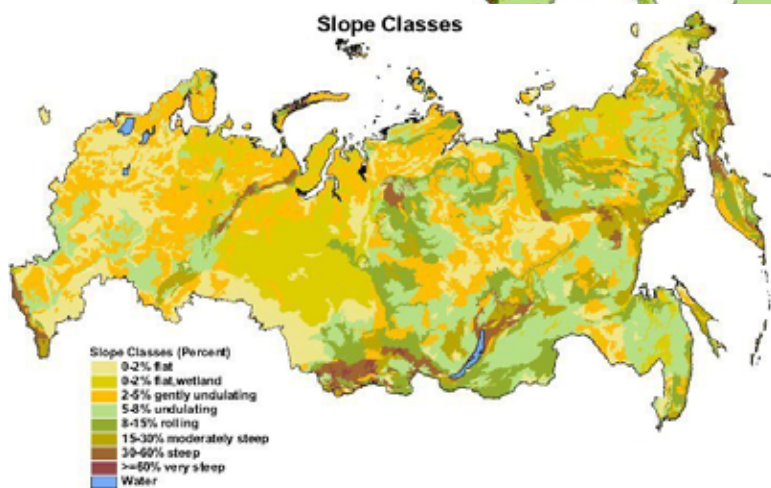 Slope Classes
Slope Classes (Percent)
0-2% flat
0-2% flat,wetland
2-5% gently undulating
5-8% undulating
8-15% rolling
15-30% moderately steep
30-60% steep
>=60% very steep
Water